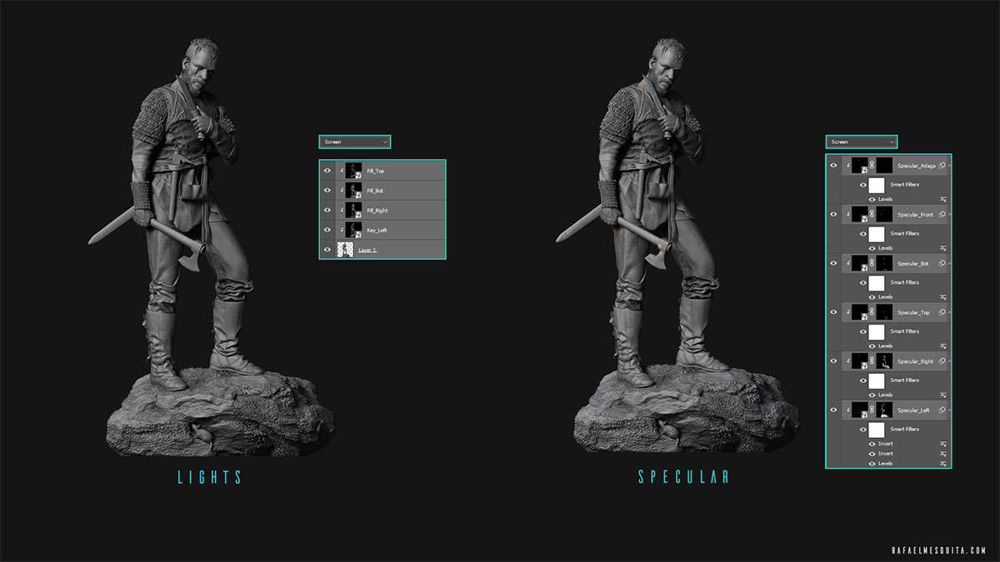 Screen
Fill_Top
Fill_Bot
Fill_Right
Key_Left
Layer 1
LIGHTS
Screen
Specular_Adaga
Smart Filters
Levels
Specular_Front
Smart Filters
Levels
Specular_Bot
Smart Filters
Levels
Specular_Top
Smart Filters
Levels
Specular_Right
Smart Filters
Levels
Specular_Left
Smart Filters
Invert
Invert
Levels
SPECULAR
RAFAELMESQUITA.COM